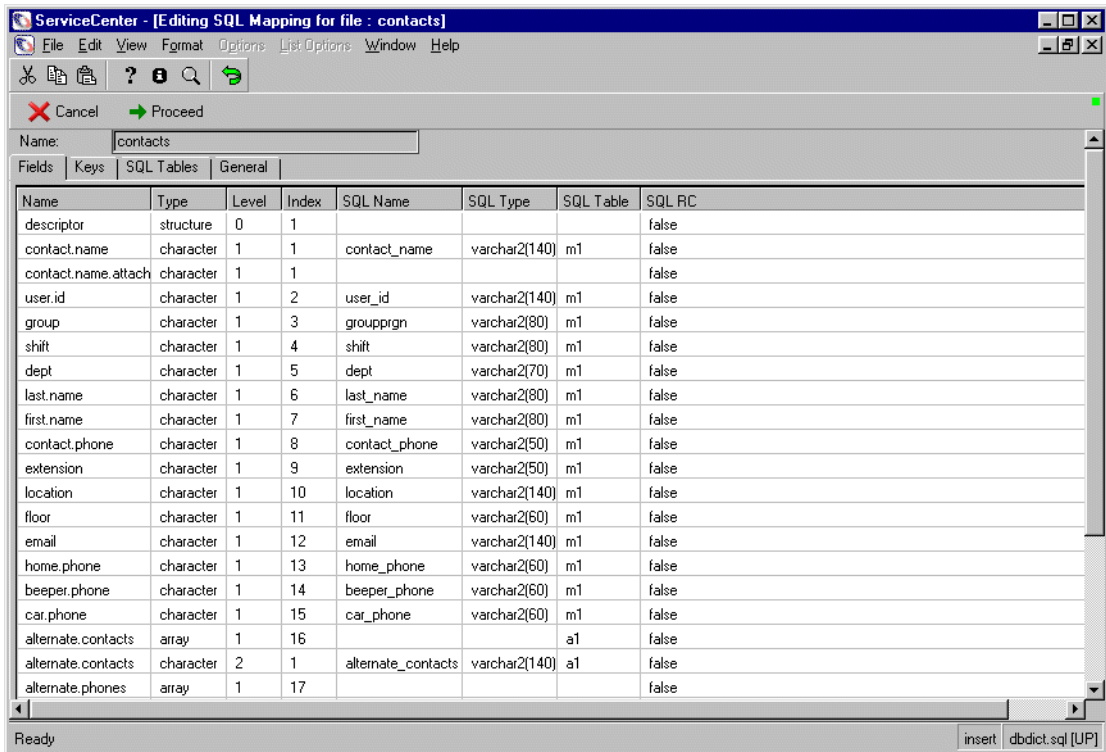 ServiceCenter - [Editing SQL Mapping for file : contacts]
File Edit View Format Options List Options Window Help
Cancel Proceed
Name: contacts
Fields Keys SQL Tables General
Name Type Level Index SQL Name SQL Type SQL Table SQL RC
descriptor structure 0 1 false
contact.name character 1 1 contact_name varchar2(140) m1 false
contact.name.attach character 1 1 false
user.id character 1 2 user_id varchar2(140) m1 false
group character 1 3 groupprgn varchar2(80) m1 false
shift character 1 4 shift varchar2(80) m1 false
dept character 1 5 dept varchar2(70) m1 false
last.name character 1 6 last_name varchar2(80) m1 false
first.name character 1 7 first_name varchar2(80) m1 false
contact.phone character 1 8 contact_phone varchar2(50) m1 false
extension character 1 9 extension varchar2(50) m1 false
location character 1 10 location varchar2(140) m1 false
floor character 1 11 floor varchar2(60) m1 false
email character 1 12 email varchar2(140) m1 false
home.phone character 1 13 home_phone varchar2(60) m1 false
beeper.phone character 1 14 beeper_phone varchar2(60) m1 false
car.phone character 1 15 car_phone varchar2(60) m1 false
alternate.contacts array 1 16 a1 false
alternate.contacts character 2 1 alternate_contacts varchar2(140) a1 false
alternate.phones array 1 17 false
Ready insert dbdict.sql [UP]